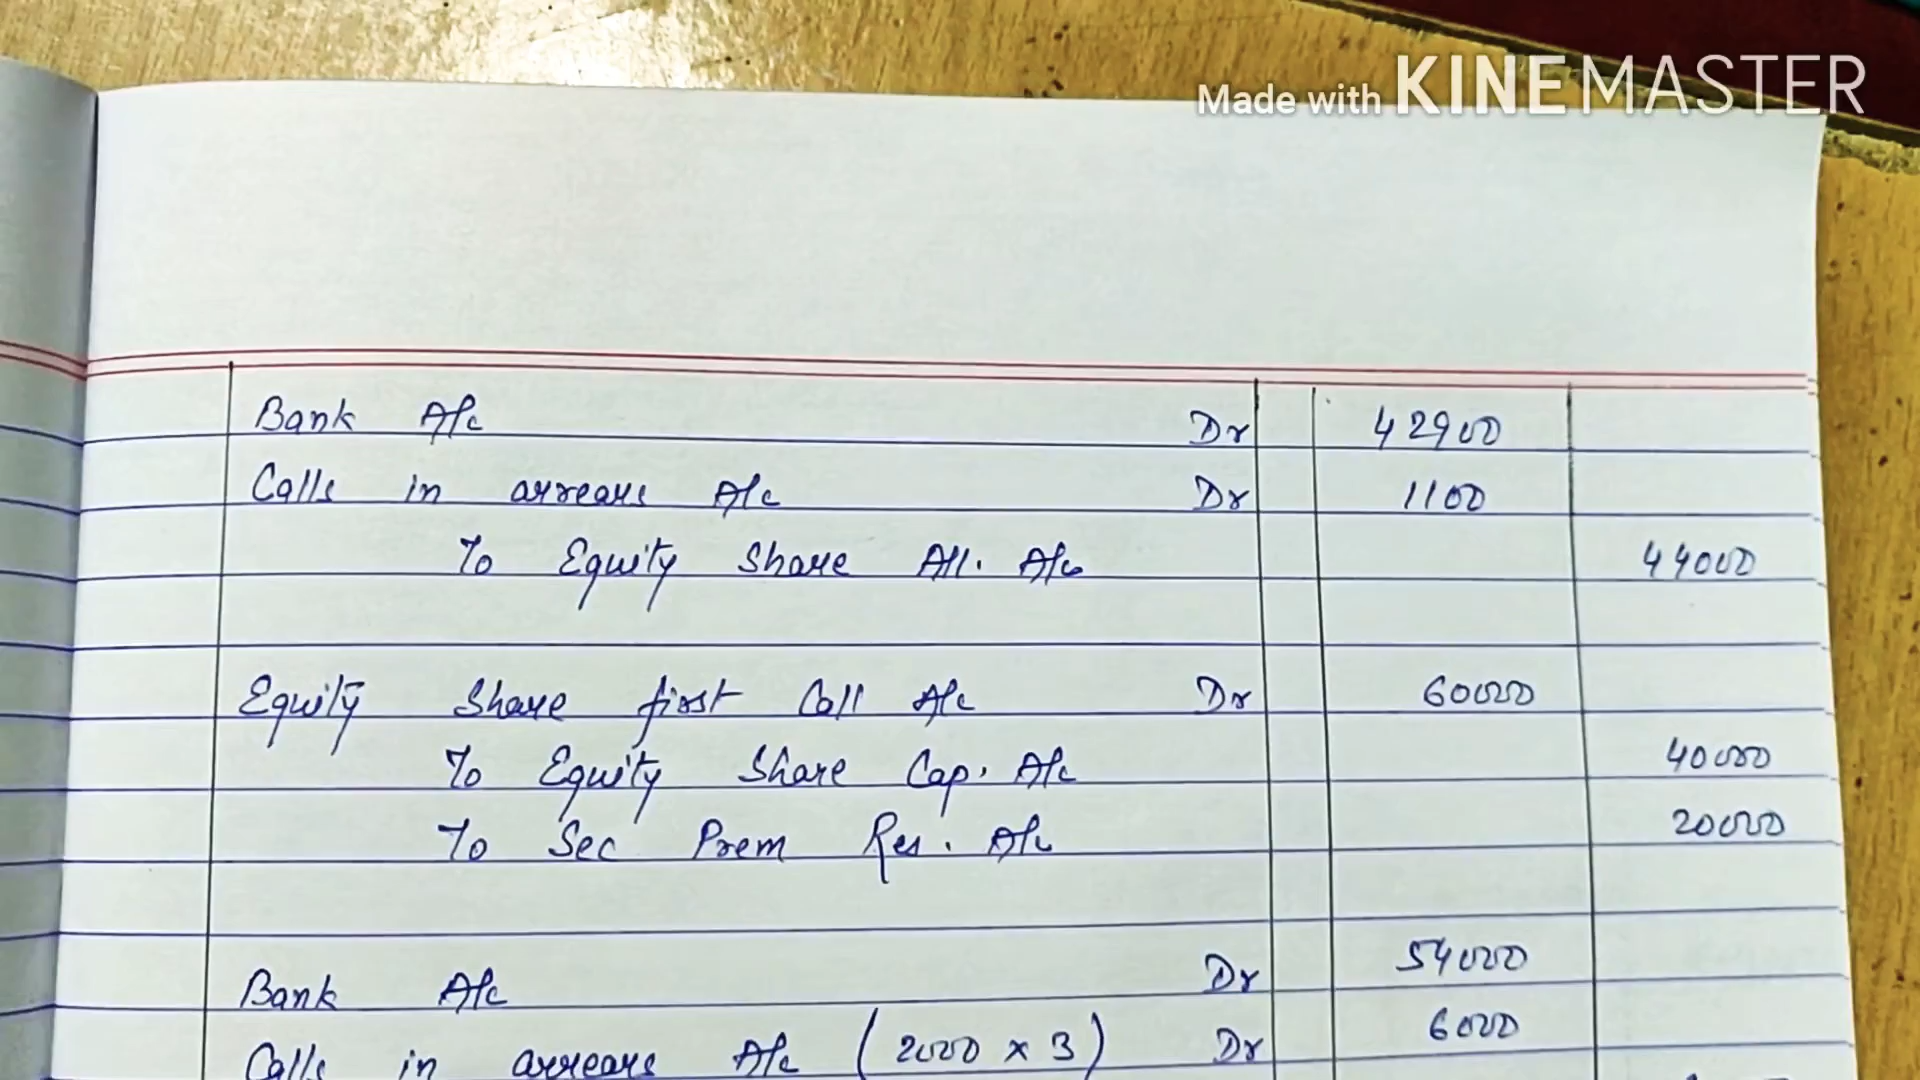 Made with KINEMASTER
Bank A/c Dr 42900
Calls in arrears A/c Dr 1100
To Equity Share All. A/c 44000
Equity Share first Call A/c Dr 60000
To Equity Share Cap. A/c 40000
To Sec Prem Res. A/c 20000
Bank A/c Dr 54000
Calls in arrears A/c (2000 x 3) Dr 6000